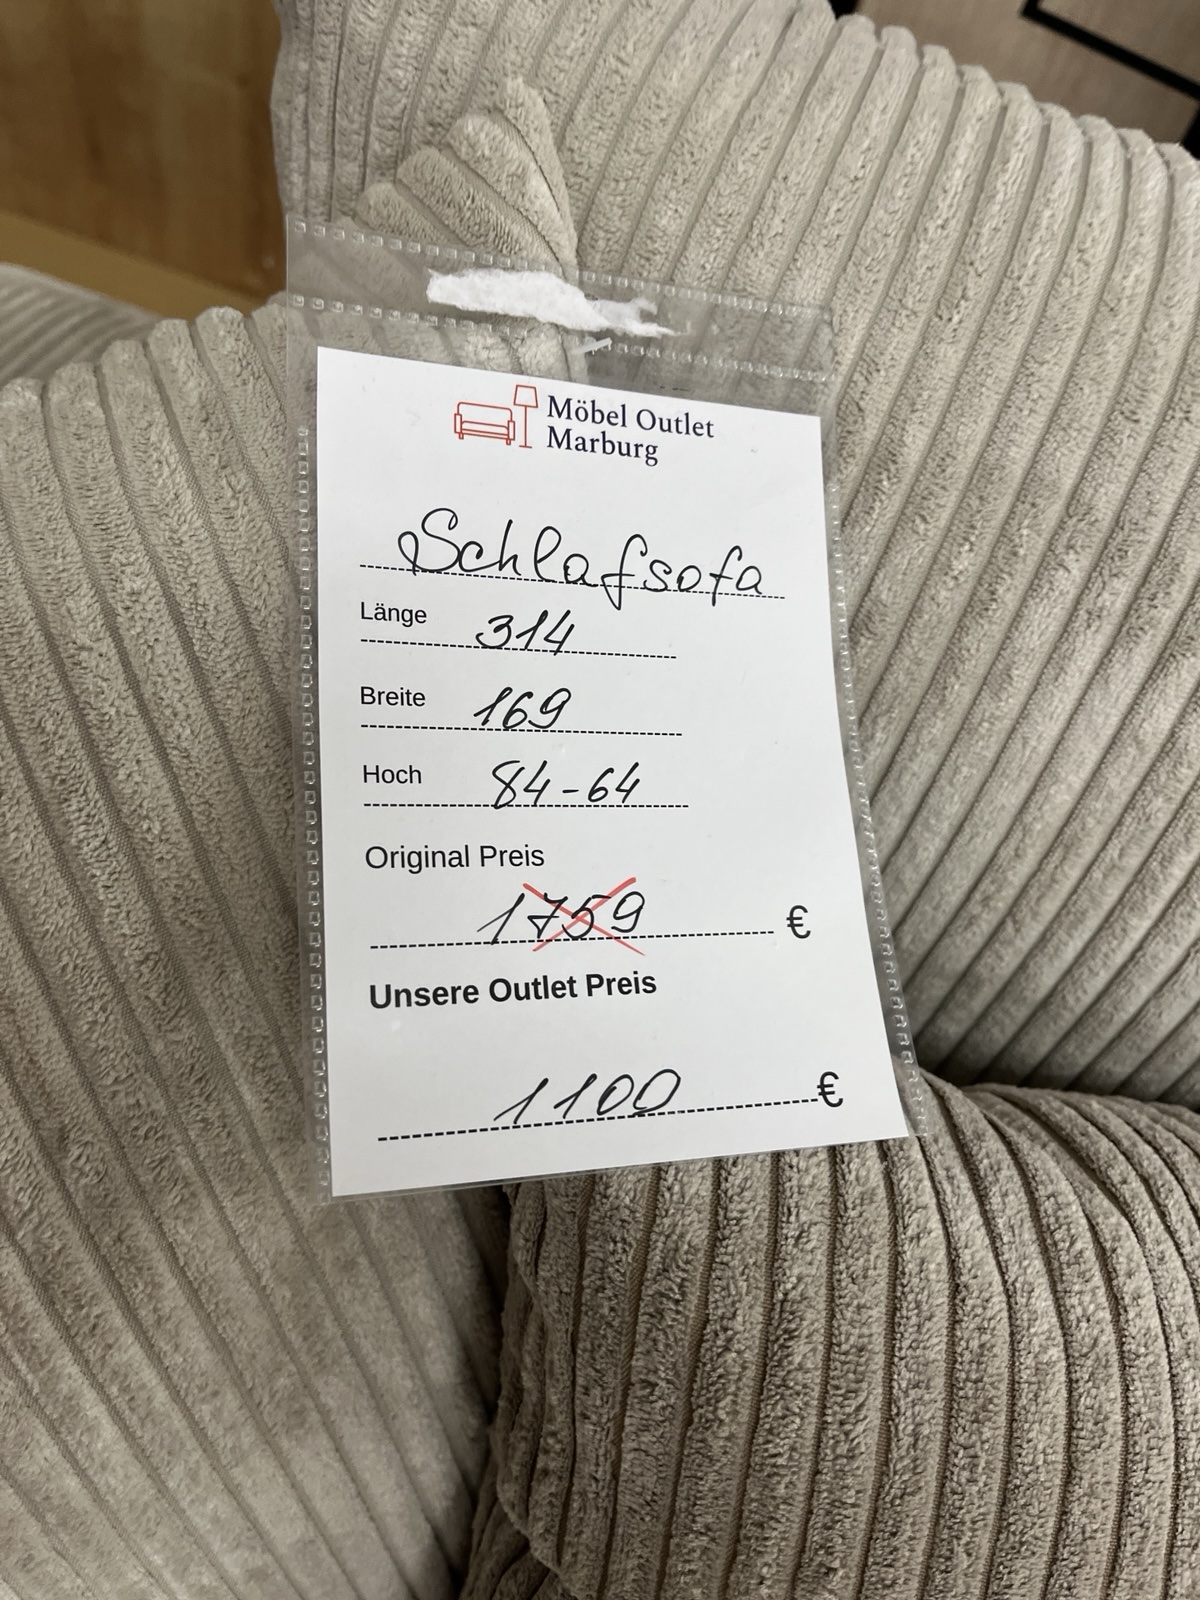 Möbel Outlet
Marburg
Schlafsofa
Länge 314
Breite 169
Hoch 84-64
Original Preis
1759 €
Unsere Outlet Preis
1100 €